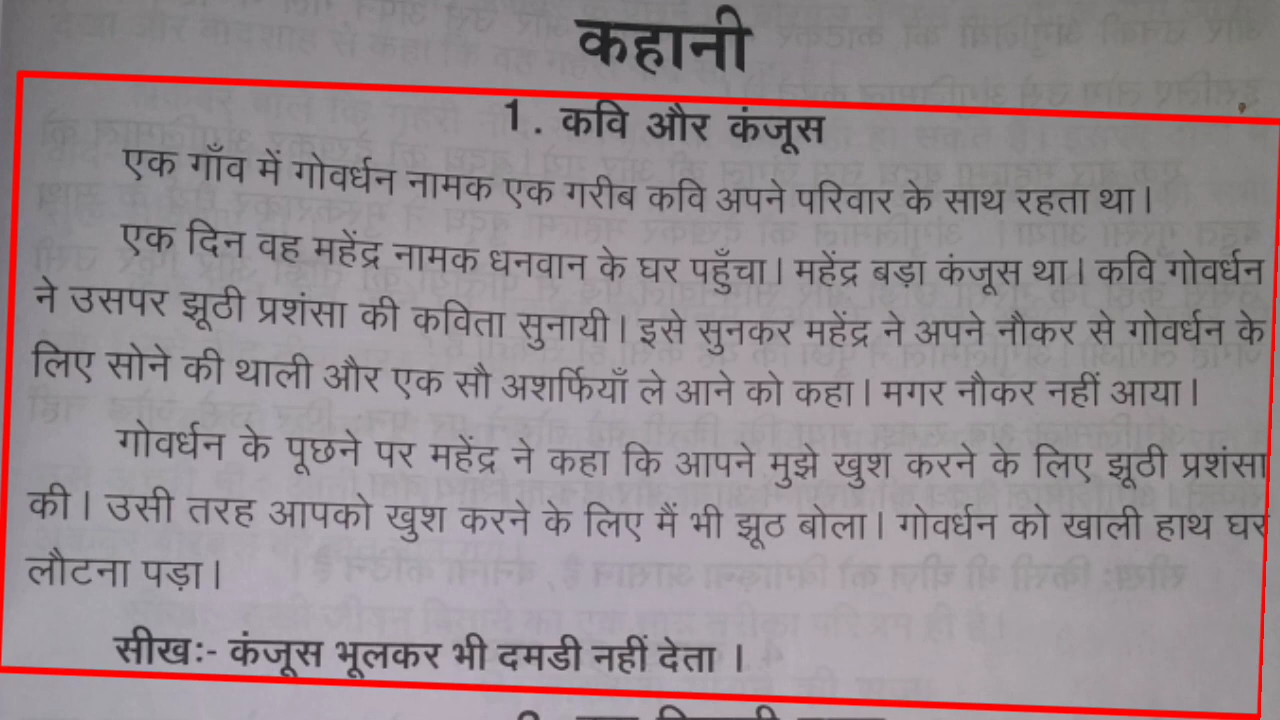 कहानी
1. कवि और कंजूस
एक गाँव में गोवर्धन नामक एक गरीब कवि अपने परिवार के साथ रहता था।
एक दिन वह महेंद्र नामक धनवान के घर पहुँचा। महेंद्र बड़ा कंजूस था। कवि गोवर्धन
ने उसपर झूठी प्रशंसा की कविता सुनायी। इसे सुनकर महेंद्र ने अपने नौकर से गोवर्धन के
लिए सोने की थाली और एक सौ अशर्फियाँ ले आने को कहा। मगर नौकर नहीं आया।
गोवर्धन के पूछने पर महेंद्र ने कहा कि आपने मुझे खुश करने के लिए झूठी प्रशंसा
की। उसी तरह आपको खुश करने के लिए मैं भी झूठ बोला। गोवर्धन को खाली हाथ घर
लौटना पड़ा।
सीखः- कंजूस भूलकर भी दमडी नहीं देता ।